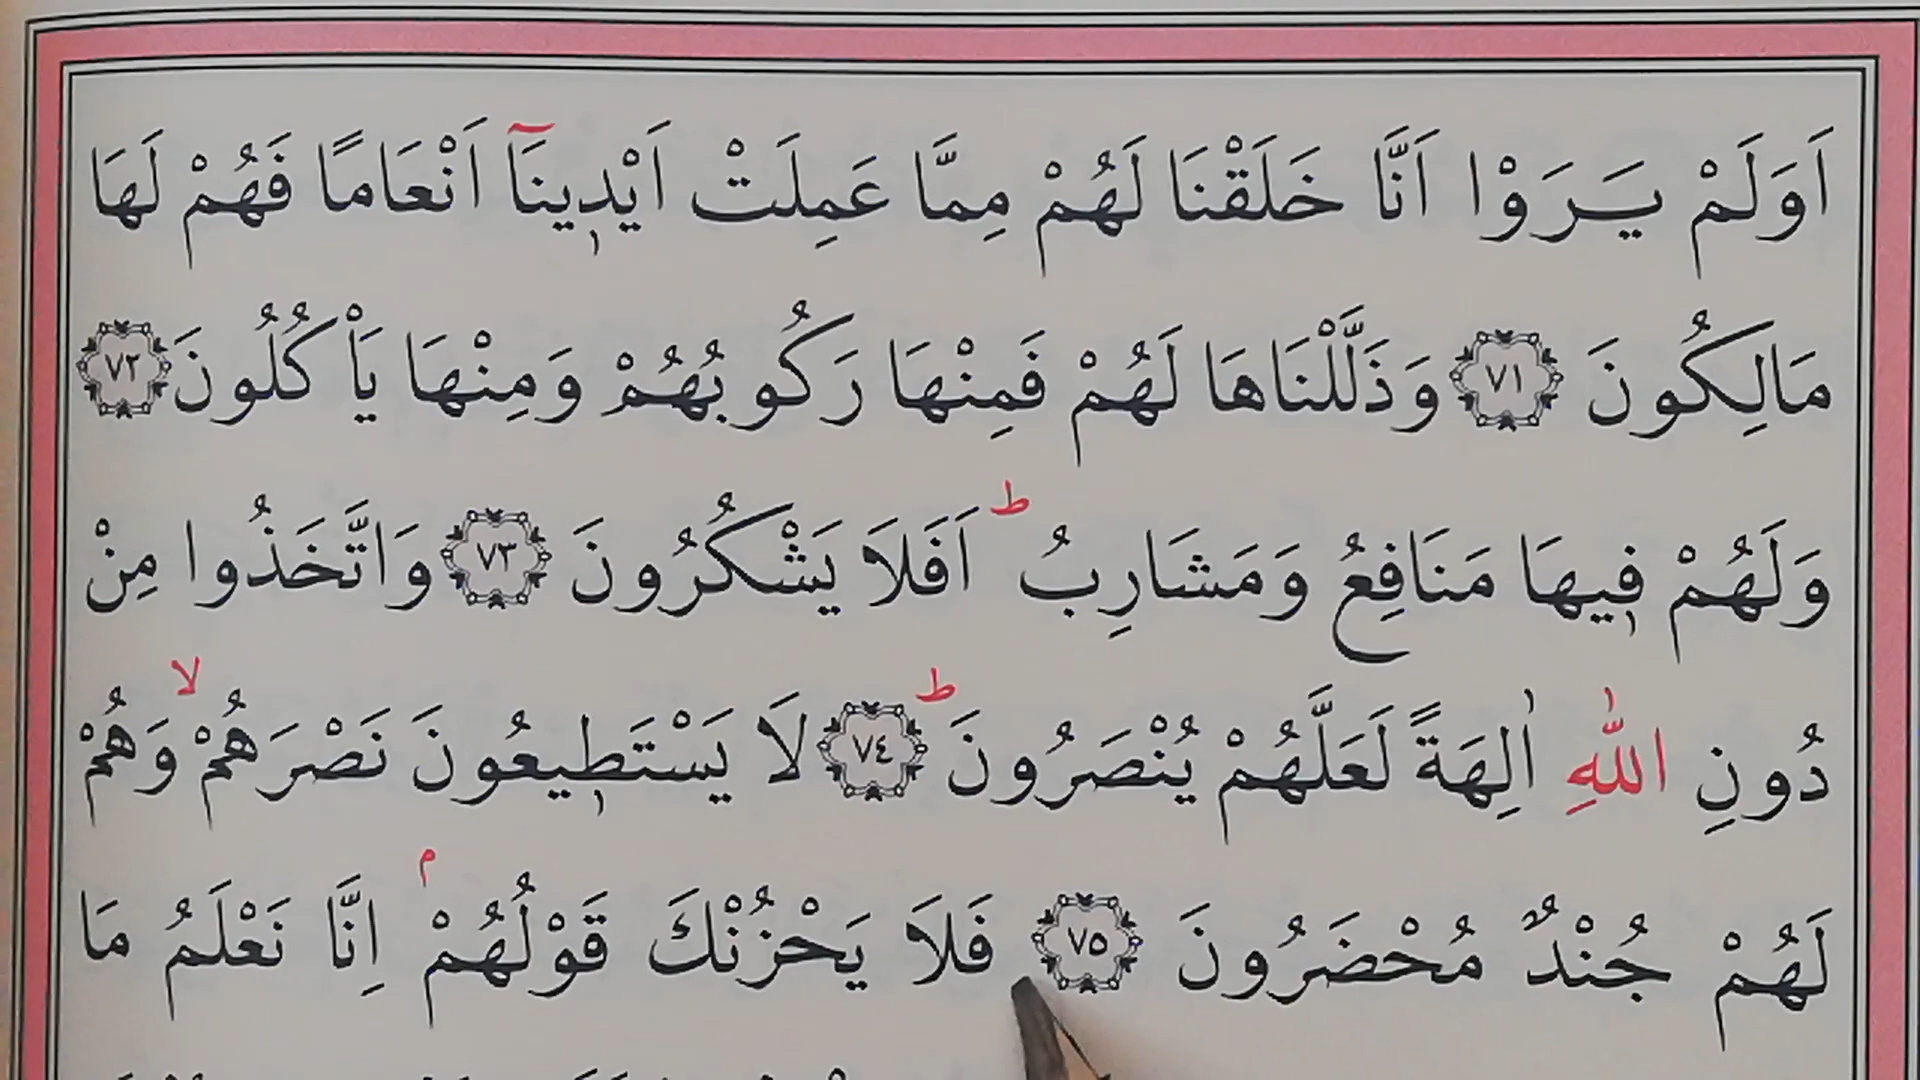 اَوَلَمْ يَرَوْا اَنَّا خَلَقْنَا لَهُمْ مِمَّا عَمِلَتْ اَيْدِينَٓا اَنْعَامًا فَهُمْ لَهَا
مَالِكُونَ ٧١ وَذَلَّلْنَاهَا لَهُمْ فَمِنْهَا رَكُوبُهُمْ وَمِنْهَا يَأْكُلُونَ ٧٢
وَلَهُمْ فِيهَا مَنَافِعُ وَمَشَارِبُ ط اَفَلَا يَشْكُرُونَ ٧٣ وَاتَّخَذُوا مِنْ
دُونِ اللّٰهِ اٰلِهَةً لَعَلَّهُمْ يُنْصَرُونَ ط ٧٤ لَا يَسْتَطِيعُونَ نَصْرَهُمْ لا وَهُمْ
لَهُمْ جُنْدٌ مُحْضَرُونَ ٧٥ فَلَا يَحْزُنْكَ قَوْلُهُمْ م اِنَّا نَعْلَمُ مَا